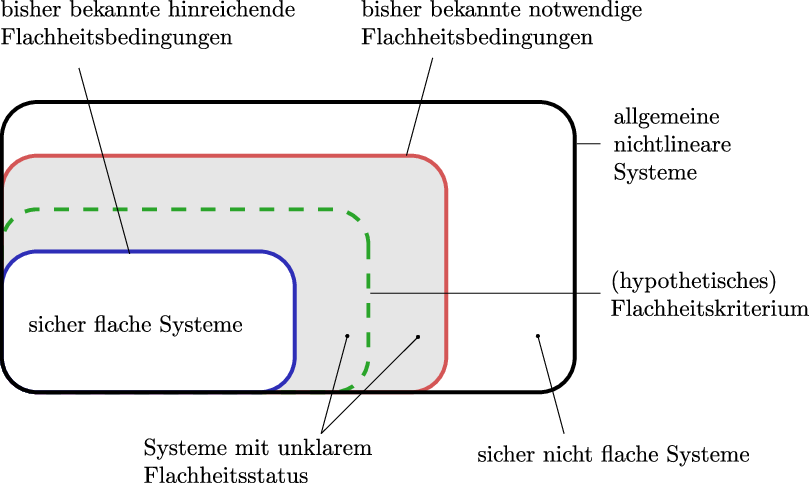 bisher bekannte hinreichende
Flachheitsbedingungen
bisher bekannte notwendige
Flachheitsbedingungen
allgemeine
nichtlineare
Systeme
(hypothetisches)
Flachheitskriterium
sicher flache Systeme
Systeme mit unklarem
Flachheitsstatus
sicher nicht flache Systeme